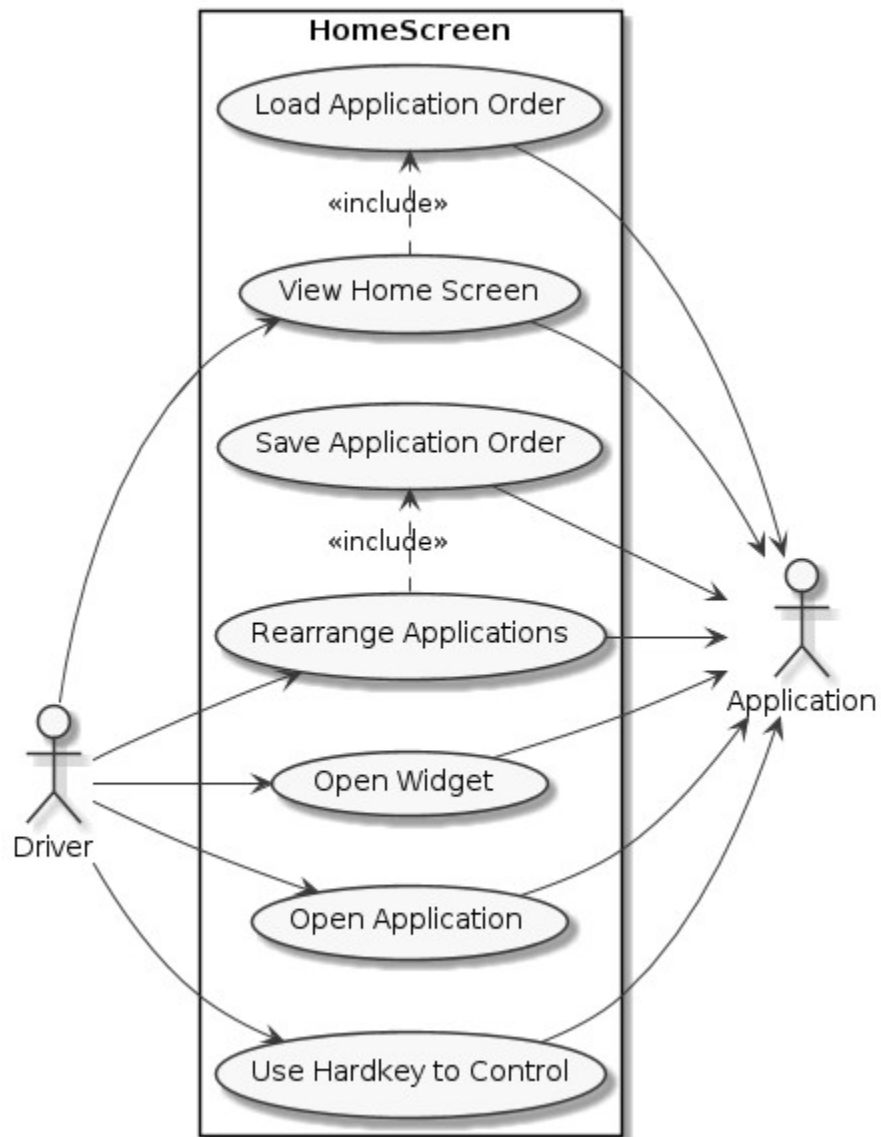 HomeScreen
Load Application Order
«include»
View Home Screen
Save Application Order
«include»
Rearrange Applications
Application
Open Widget
Driver
Open Application
Use Hardkey to Control